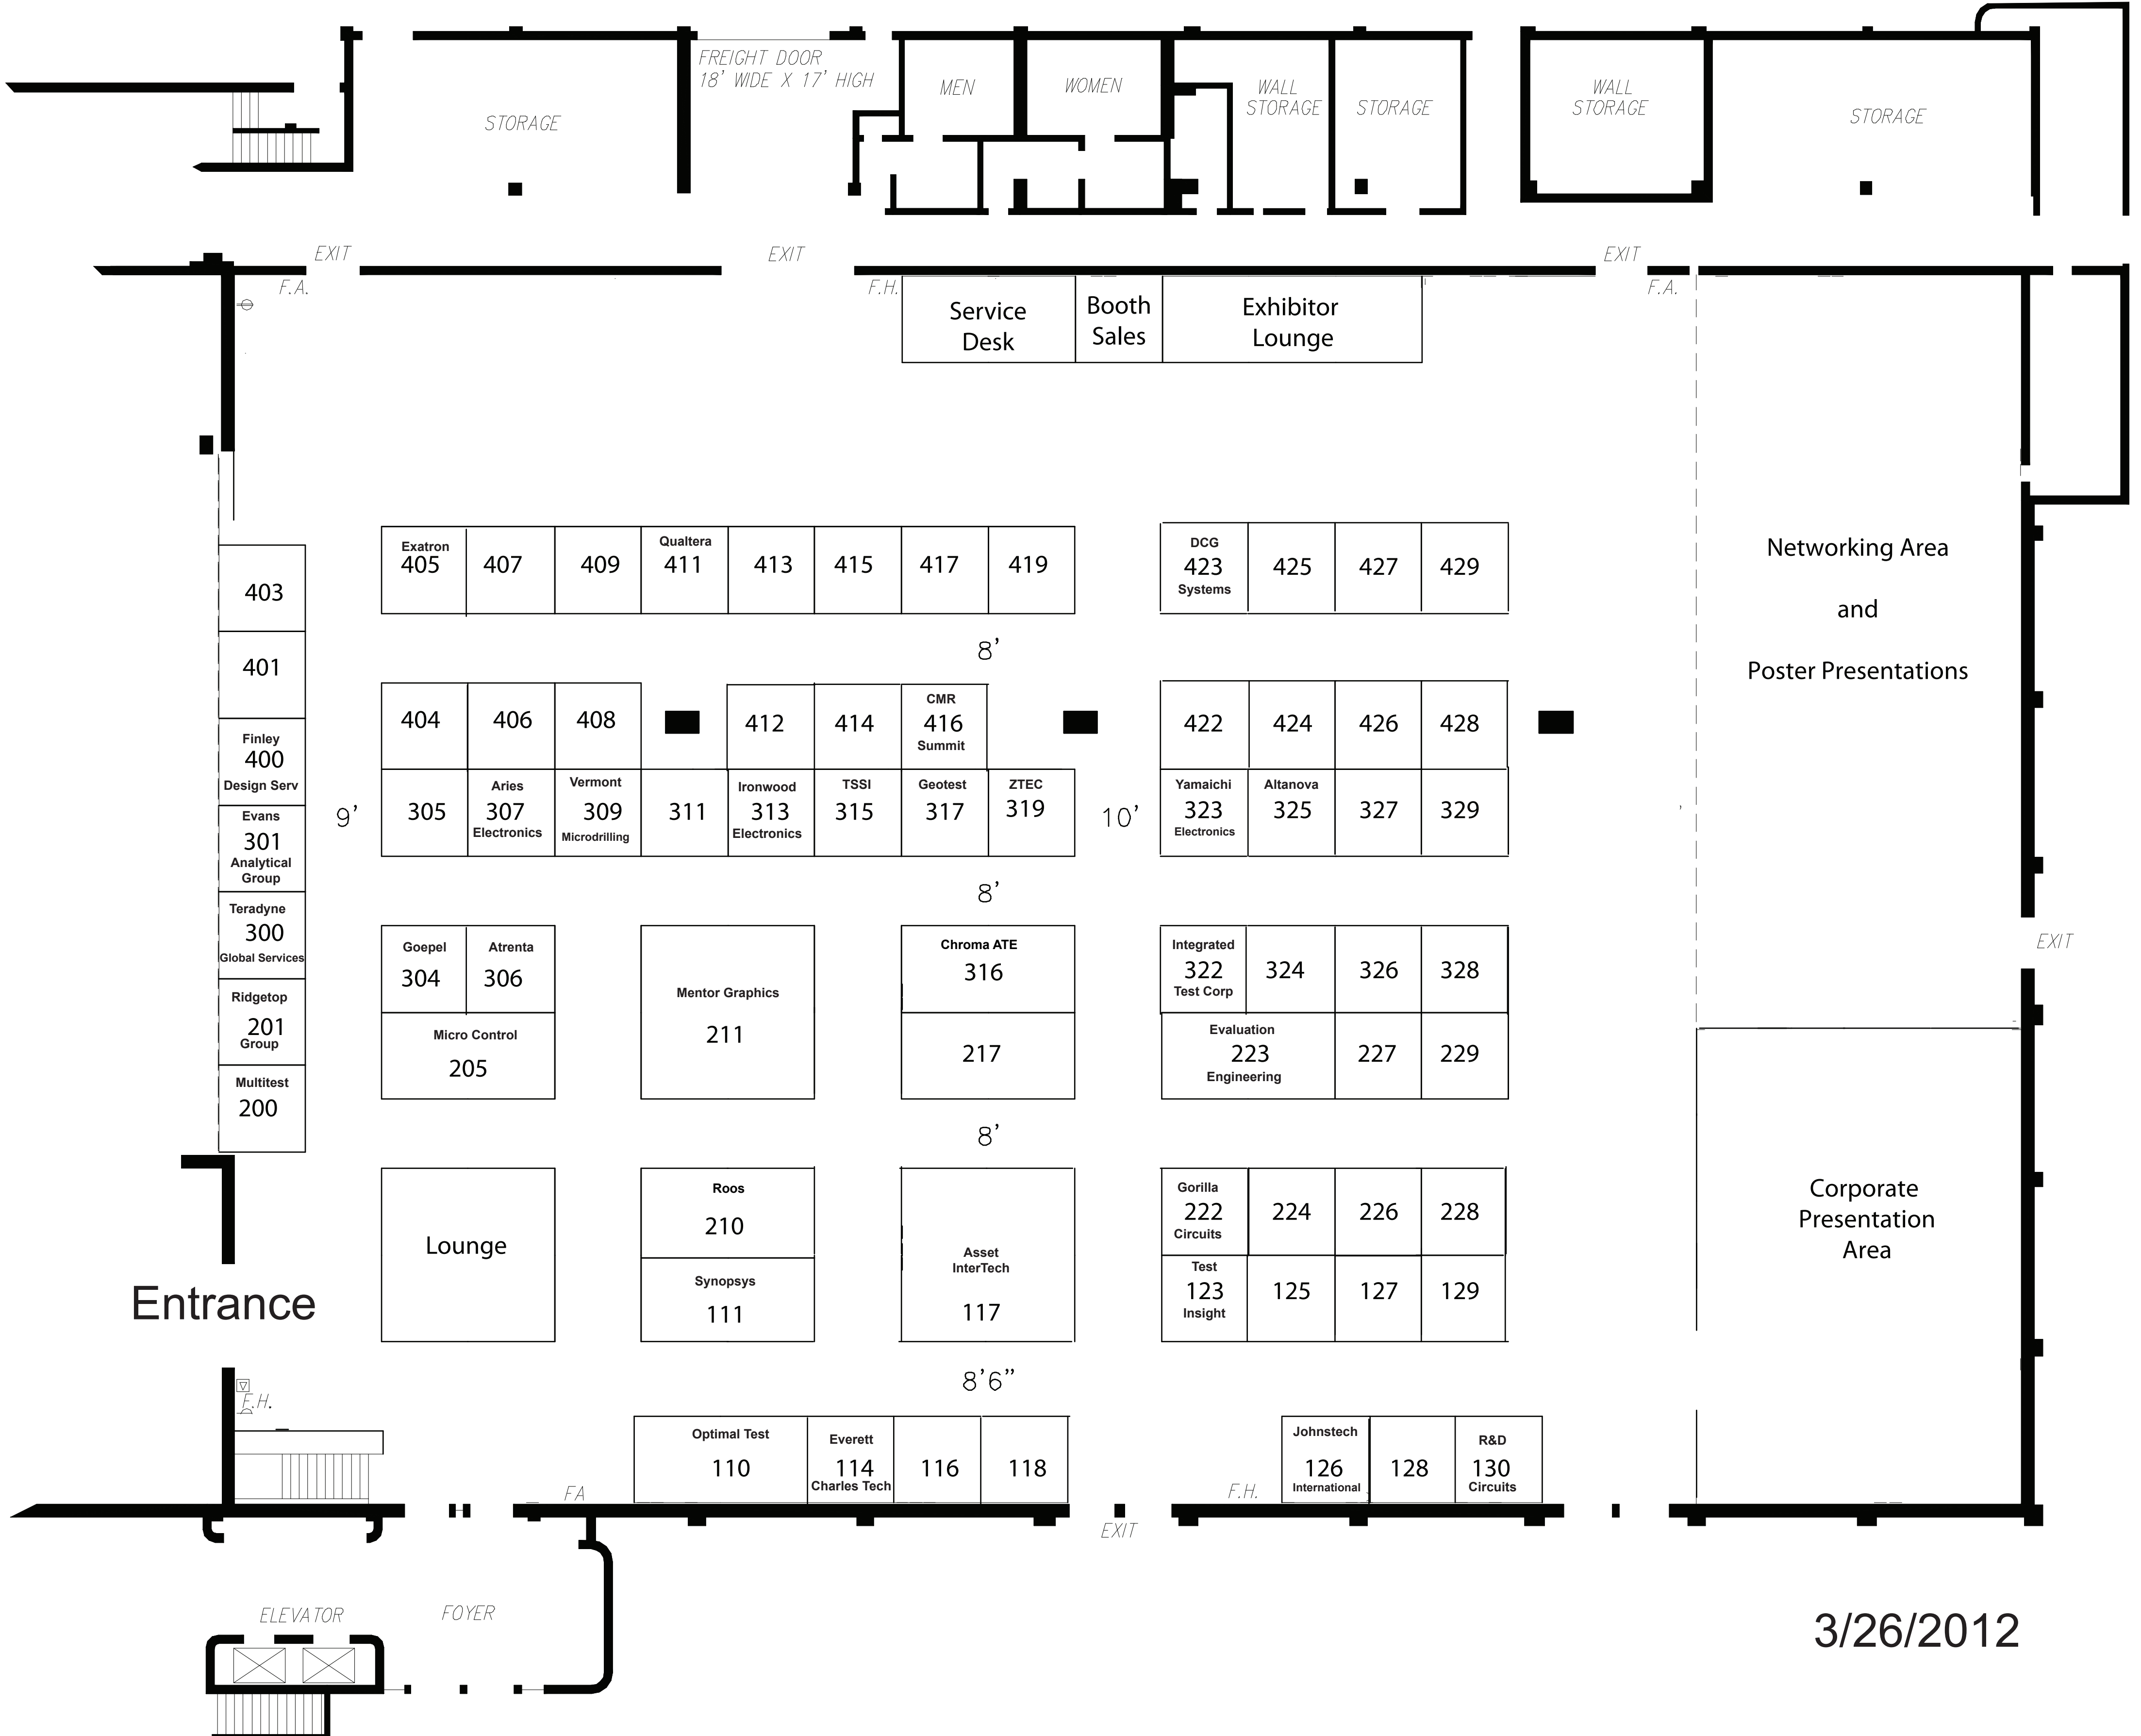 FREIGHT DOOR
18' WIDE X 17' HIGH
STORAGE
MEN
WOMEN
WALL
STORAGE
STORAGE
WALL
STORAGE
STORAGE
EXIT
EXIT
EXIT
F.A.
F.H.
F.A.
Service
Desk
Booth
Sales
Exhibitor
Lounge
Networking Area
and
Poster Presentations
403
401
Finley
400
Design Serv
Evans
301
Analytical
Group
Teradyne
300
Global Services
Ridgetop
201
Group
Multitest
200
Exatron
405
407
409
Qualtera
411
413
415
417
419
DCG
423
Systems
425
427
429
8'
404
406
408
412
414
CMR
416
Summit
422
424
426
428
9'
305
Aries
307
Electronics
Vermont
309
Microdrilling
311
Ironwood
313
Electronics
TSSI
315
Geotest
317
ZTEC
319
10'
Yamaichi
323
Electronics
Altanova
325
327
329
8'
Goepel
304
Atrenta
306
Micro Control
205
Mentor Graphics
211
Chroma ATE
316
217
Integrated
322
Test Corp
324
326
328
Evaluation
223
Engineering
227
229
EXIT
8'
Lounge
Roos
210
Synopsys
111
Asset
InterTech
117
Gorilla
222
Circuits
224
226
228
Test
123
Insight
125
127
129
Corporate
Presentation
Area
Entrance
8'6"
F.H.
Optimal Test
110
Everett
114
Charles Tech
116
118
Johnstech
126
International
128
R&D
130
Circuits
FA
F.H.
EXIT
ELEVATOR
FOYER
3/26/2012